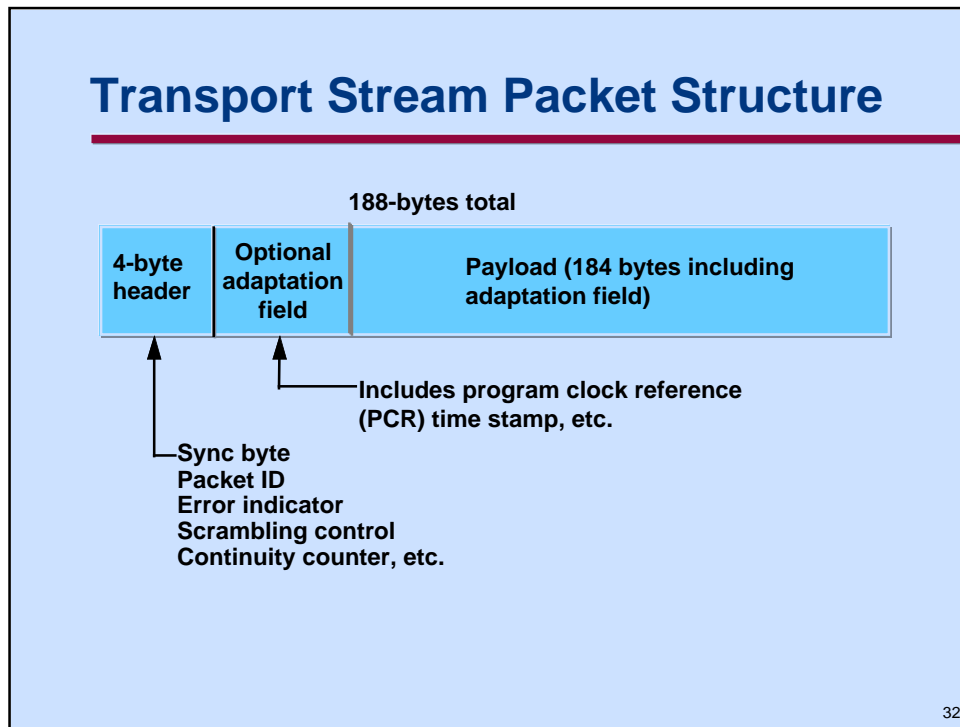 Transport Stream Packet Structure
188-bytes total
4-byte
header
Optional
adaptation
field
Payload (184 bytes including
adaptation field)
Includes program clock reference
(PCR) time stamp, etc.
Sync byte
Packet ID
Error indicator
Scrambling control
Continuity counter, etc.
32